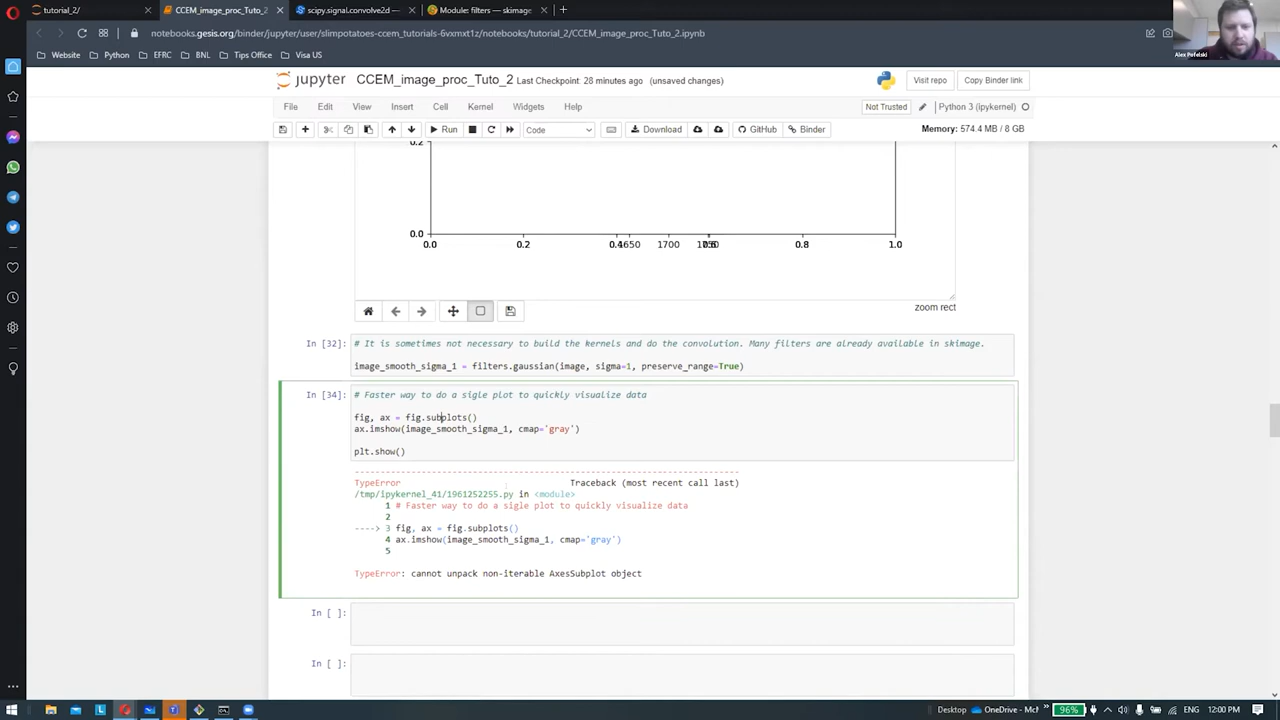 tutorial_2/
CCEM_image_proc_Tuto_2
scipy.signal.convolve2d —
Module: filters — skimage
notebooks.gesis.org/binder/jupyter/user/slimpotatoes-ccem_tutorials-6vxmxt1z/notebooks/tutorial_2/CCEM_image_proc_Tuto_2.ipynb
Alex Pofelski
Website
Python
EFRC
BNL
Tips Office
Visa US
jupyter
CCEM_image_proc_Tuto_2
Last Checkpoint: 28 minutes ago
(unsaved changes)
Visit repo
Copy Binder link
File
Edit
View
Insert
Cell
Kernel
Widgets
Help
Not Trusted
Python 3 (ipykernel)
Run
Code
Download
GitHub
Binder
Memory: 574.4 MB / 8 GB
0.2
0.0
0.0
0.2
1700
0.8
1.0
zoom rect
In [32]:
# It is sometimes not necessary to build the kernels and do the convolution. Many filters are already available in skimage.
image_smooth_sigma_1 = filters.gaussian(image, sigma=1, preserve_range=True)
In [34]:
# Faster way to do a sigle plot to quickly visualize data
fig, ax = fig.subplots()
ax.imshow(image_smooth_sigma_1, cmap='gray')
plt.show()
---------------------------------------------------------------------------
TypeError                                 Traceback (most recent call last)
/tmp/ipykernel_41/1961252255.py in <module>
1 # Faster way to do a sigle plot to quickly visualize data
2
----> 3 fig, ax = fig.subplots()
4 ax.imshow(image_smooth_sigma_1, cmap='gray')
5
TypeError: cannot unpack non-iterable AxesSubplot object
In [ ]:
In [ ]:
Desktop
OneDrive - McM
96%
12:00 PM